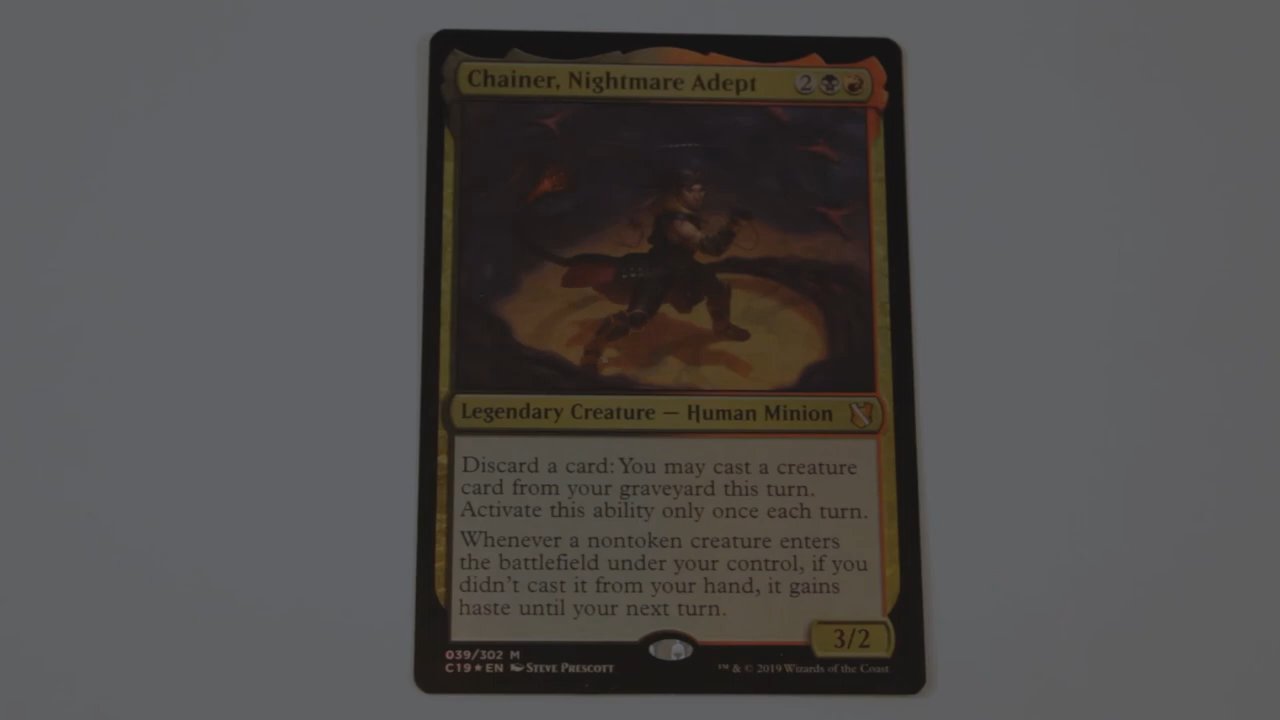 Chainer, Nightmare Adept 2
Legendary Creature — Human Minion
Discard a card: You may cast a creature
card from your graveyard this turn.
Activate this ability only once each turn.
Whenever a nontoken creature enters
the battlefield under your control, if you
didn't cast it from your hand, it gains
haste until your next turn.
3/2
039/302 M
C19★EN Steve Prescott
™ & © 2019 Wizards of the Coast